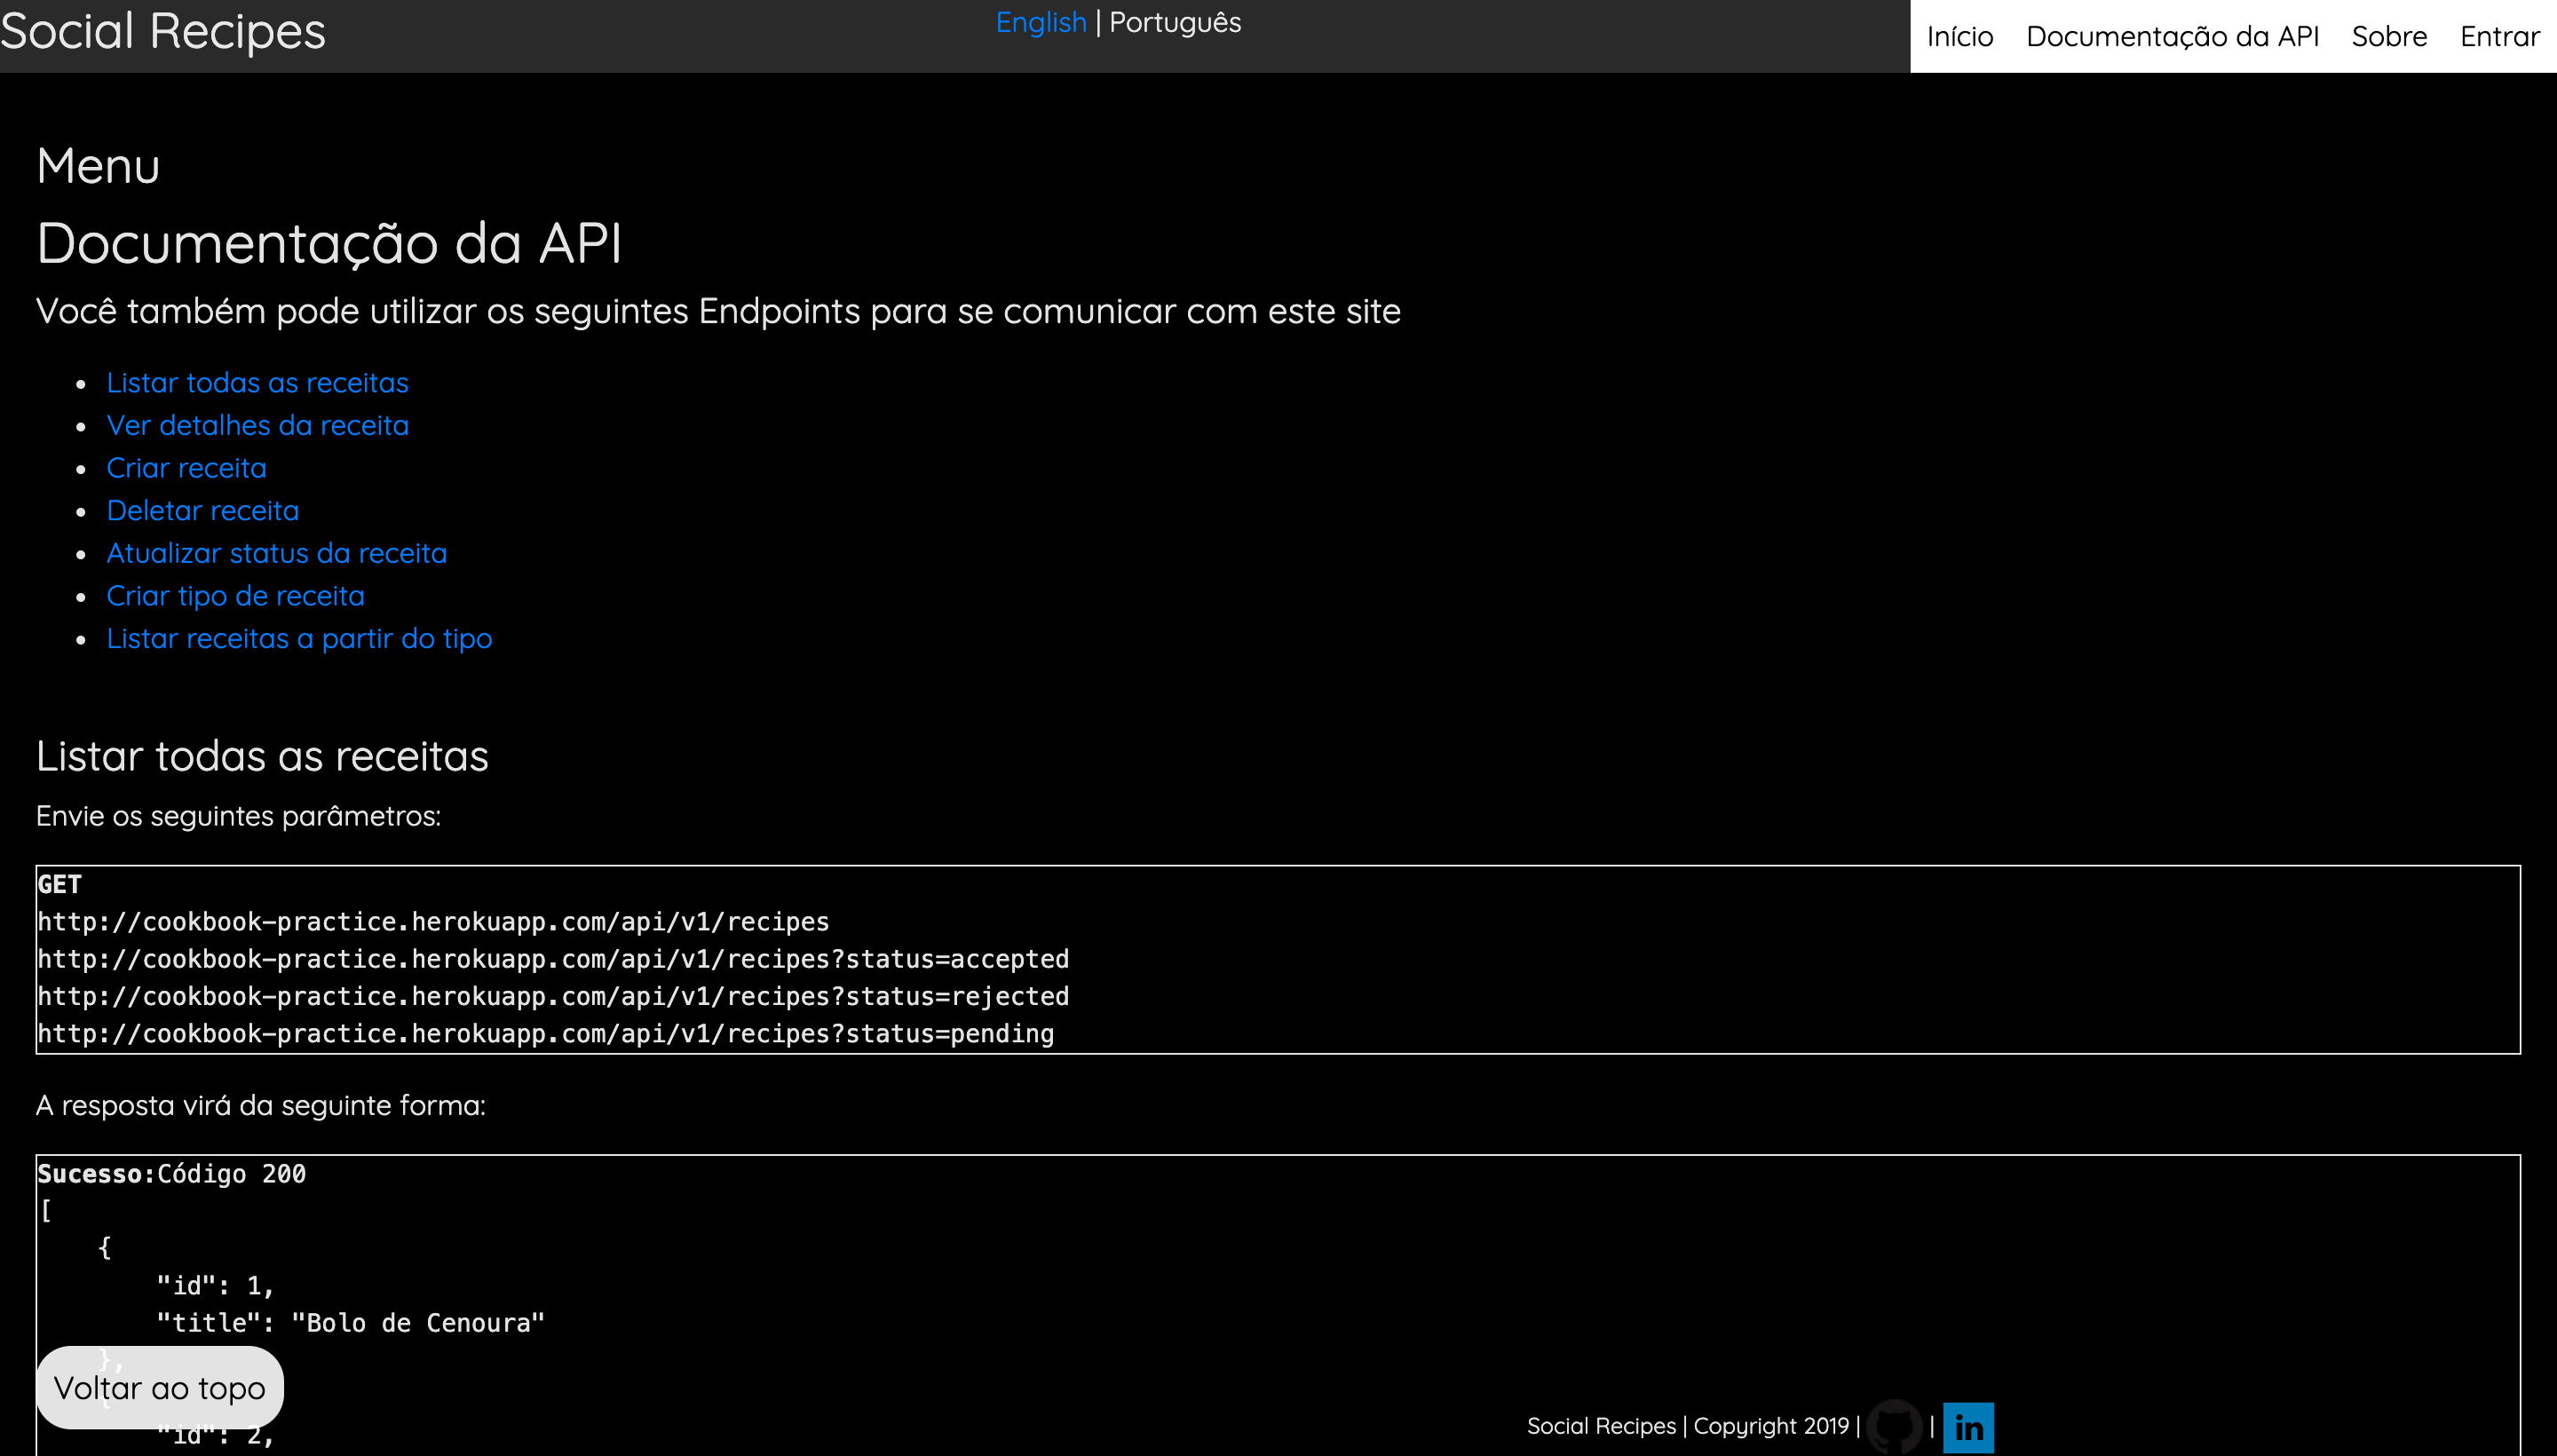 Social Recipes
English | Português
Início Documentação da API Sobre Entrar
Menu
Documentação da API
Você também pode utilizar os seguintes Endpoints para se comunicar com este site
Listar todas as receitas
Ver detalhes da receita
Criar receita
Deletar receita
Atualizar status da receita
Criar tipo de receita
Listar receitas a partir do tipo
Listar todas as receitas
Envie os seguintes parâmetros:
GET
http://cookbook-practice.herokuapp.com/api/v1/recipes
http://cookbook-practice.herokuapp.com/api/v1/recipes?status=accepted
http://cookbook-practice.herokuapp.com/api/v1/recipes?status=rejected
http://cookbook-practice.herokuapp.com/api/v1/recipes?status=pending
A resposta virá da seguinte forma:
Sucesso:Código 200
[
{
"id": 1,
"title": "Bolo de Cenoura"
},
Voltar ao topo
{
"id": 2,
Social Recipes | Copyright 2019 | | in